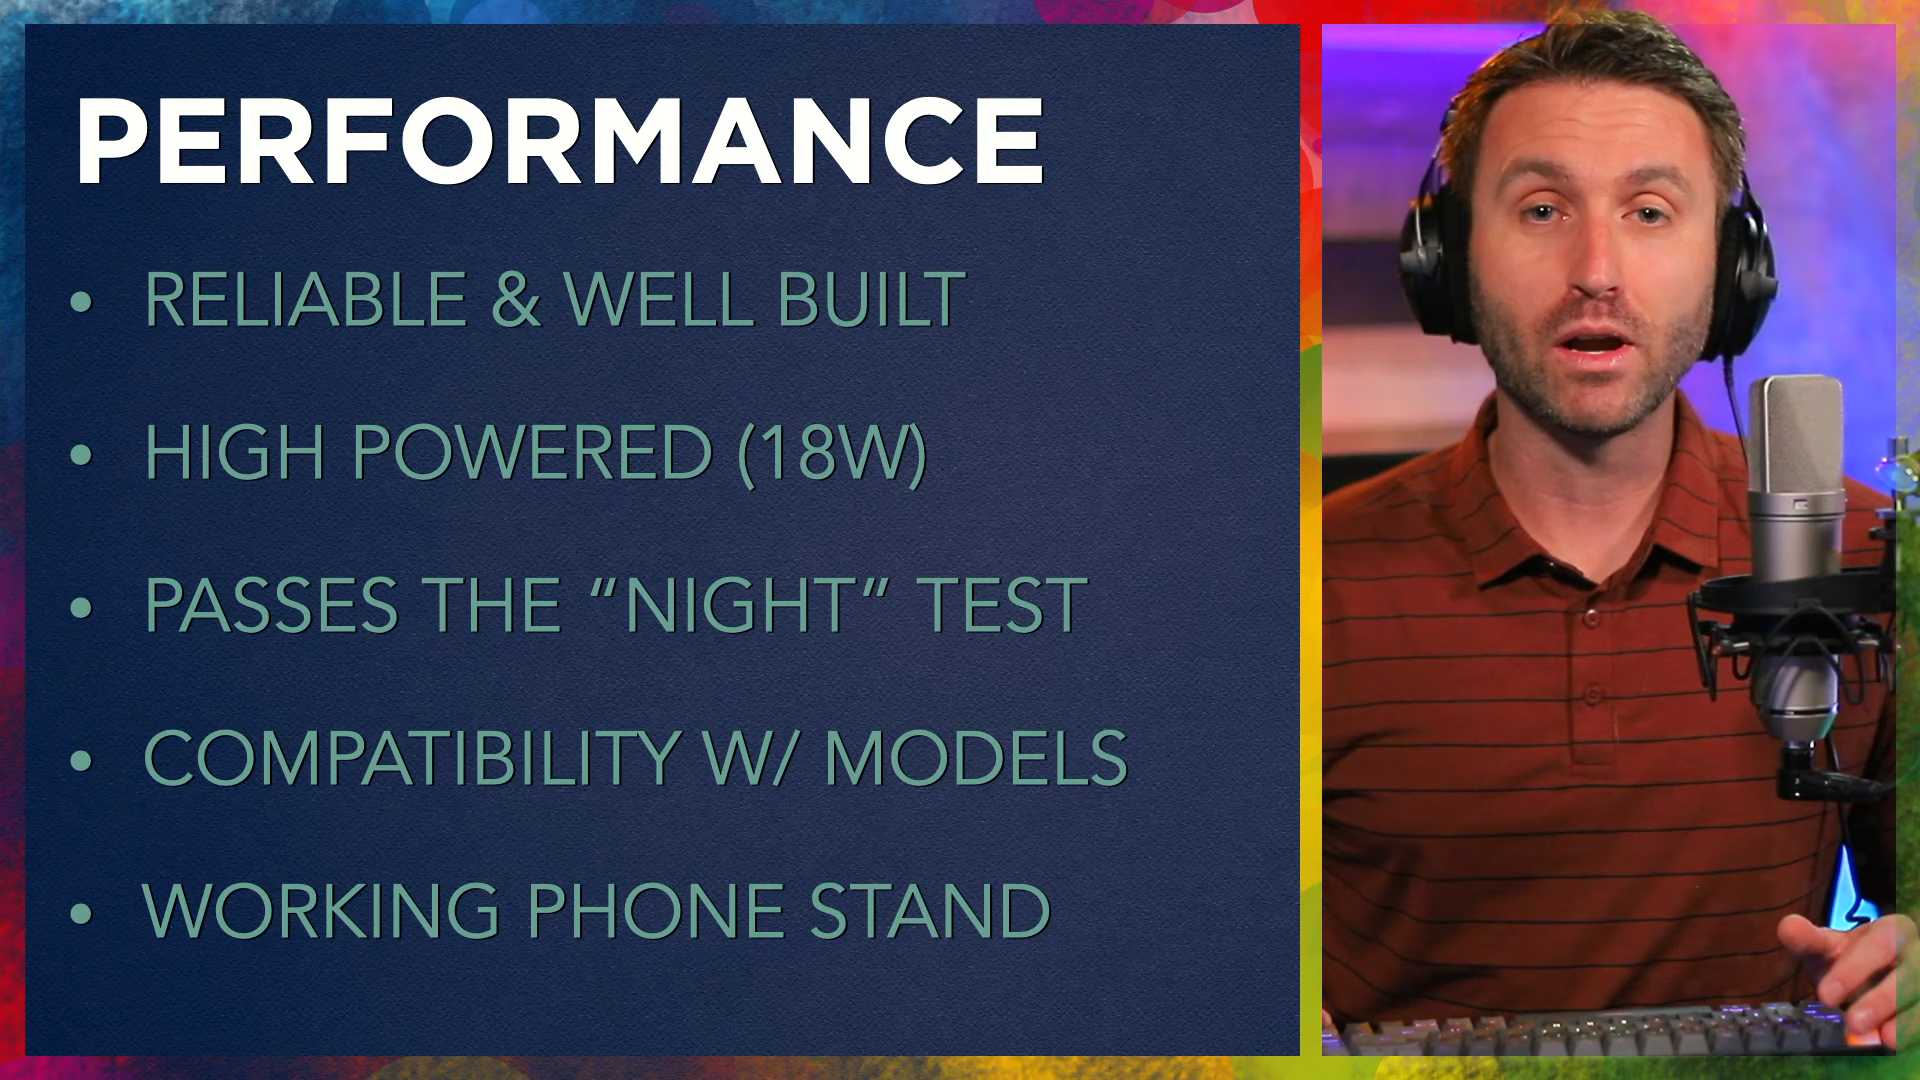 PERFORMANCE
• RELIABLE & WELL BUILT
• HIGH POWERED (18W)
• PASSES THE “NIGHT” TEST
• COMPATIBILITY W/ MODELS
• WORKING PHONE STAND